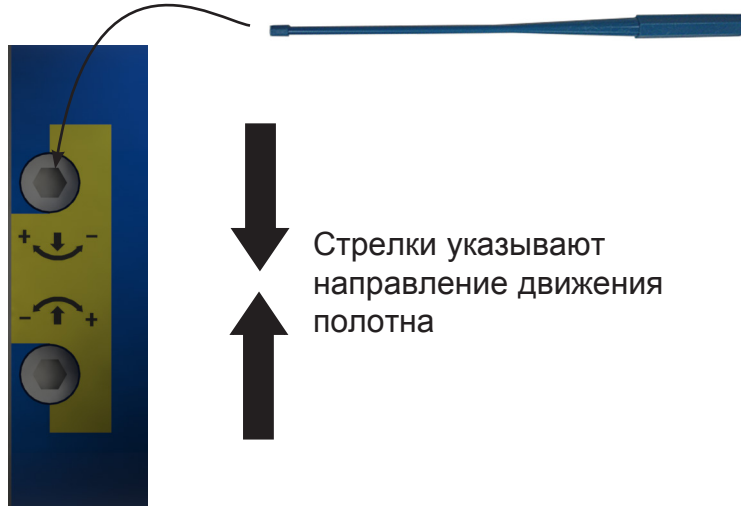 + -
- +
Стрелки указывают
направление движения
полотна